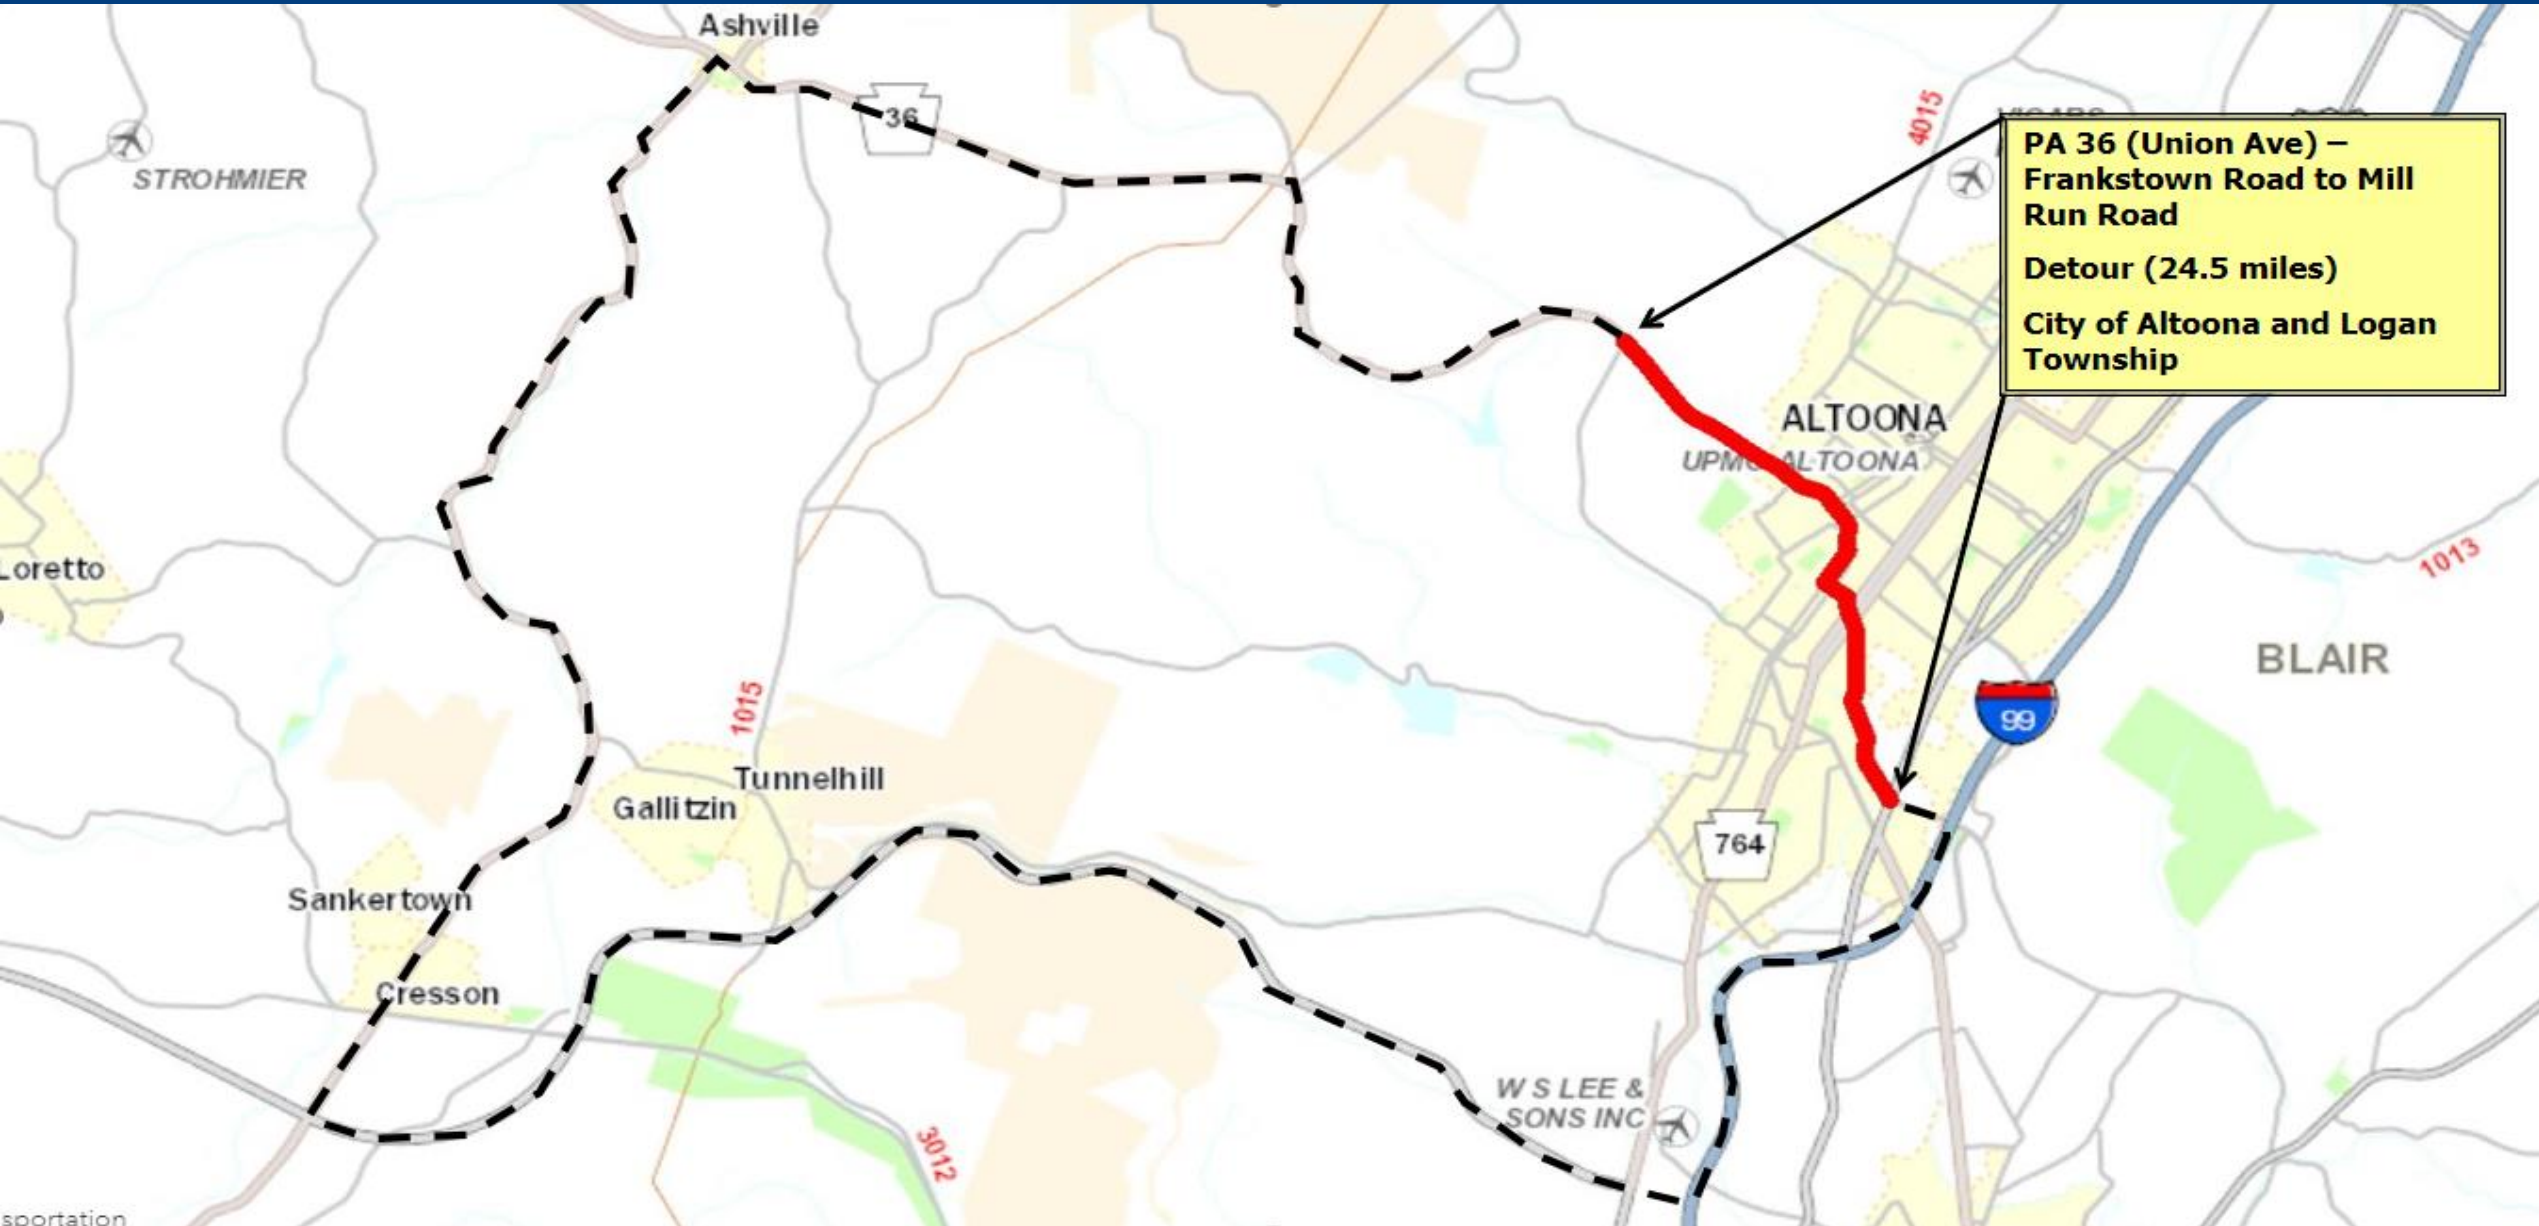 Ashville
36
STROHMIER
4015
VICARS
PA 36 (Union Ave) –
Frankstown Road to Mill
Run Road
Detour (24.5 miles)
City of Altoona and Logan
Township
ALTOONA
UPMC ALTOONA
Loretto
1013
BLAIR
1015
99
Tunnelhill
Gallitzin
764
Sankertown
Cresson
W S LEE &
SONS INC
3012
sportation